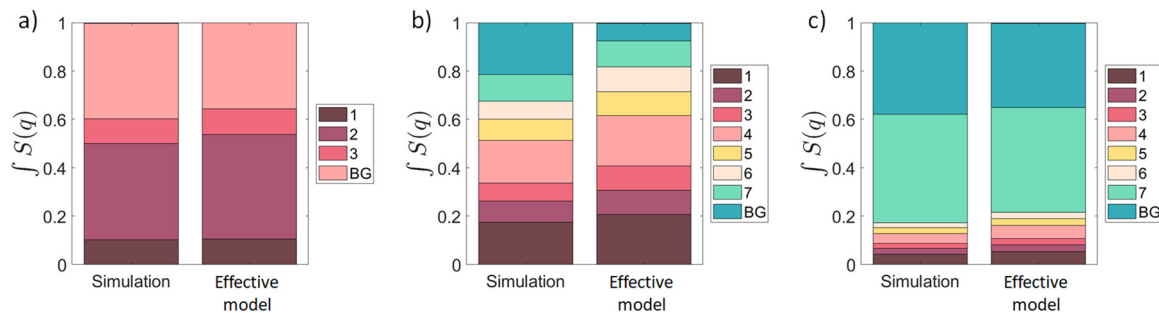 a)
1
0.8
0.6
0.4
0.2
0
∫ S(q)
Simulation
Effective
model
1
2
3
BG
b)
1
0.8
0.6
0.4
0.2
0
∫ S(q)
Simulation
Effective
model
1
2
3
4
5
6
7
BG
c)
1
0.8
0.6
0.4
0.2
0
∫ S(q)
Simulation
Effective
model
1
2
3
4
5
6
7
BG